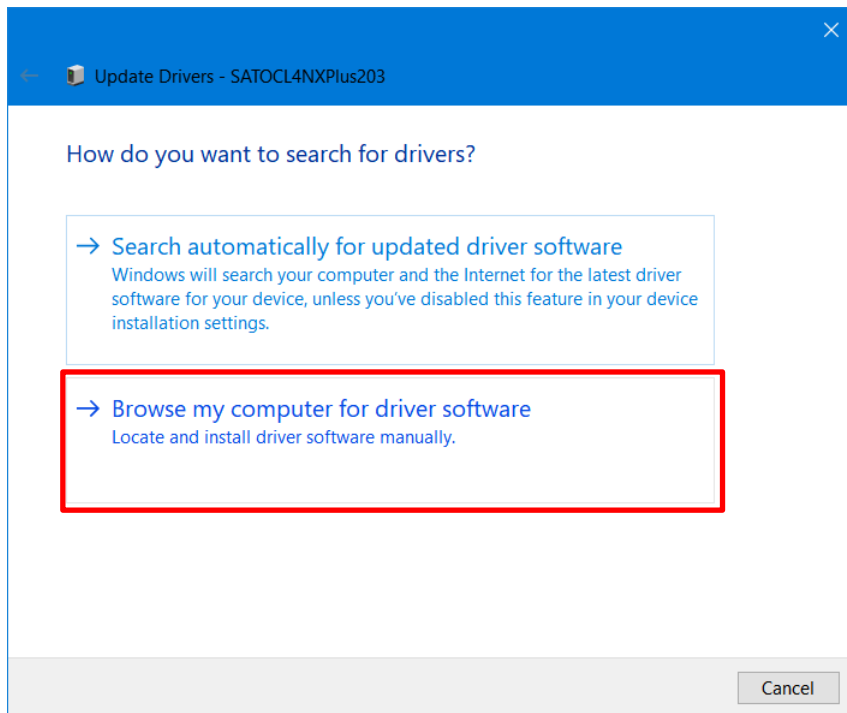 Update Drivers - SATOCL4NXPlus203
How do you want to search for drivers?
Search automatically for updated driver software
Windows will search your computer and the Internet for the latest driver
software for your device, unless you've disabled this feature in your device
installation settings.
Browse my computer for driver software
Locate and install driver software manually.
Cancel